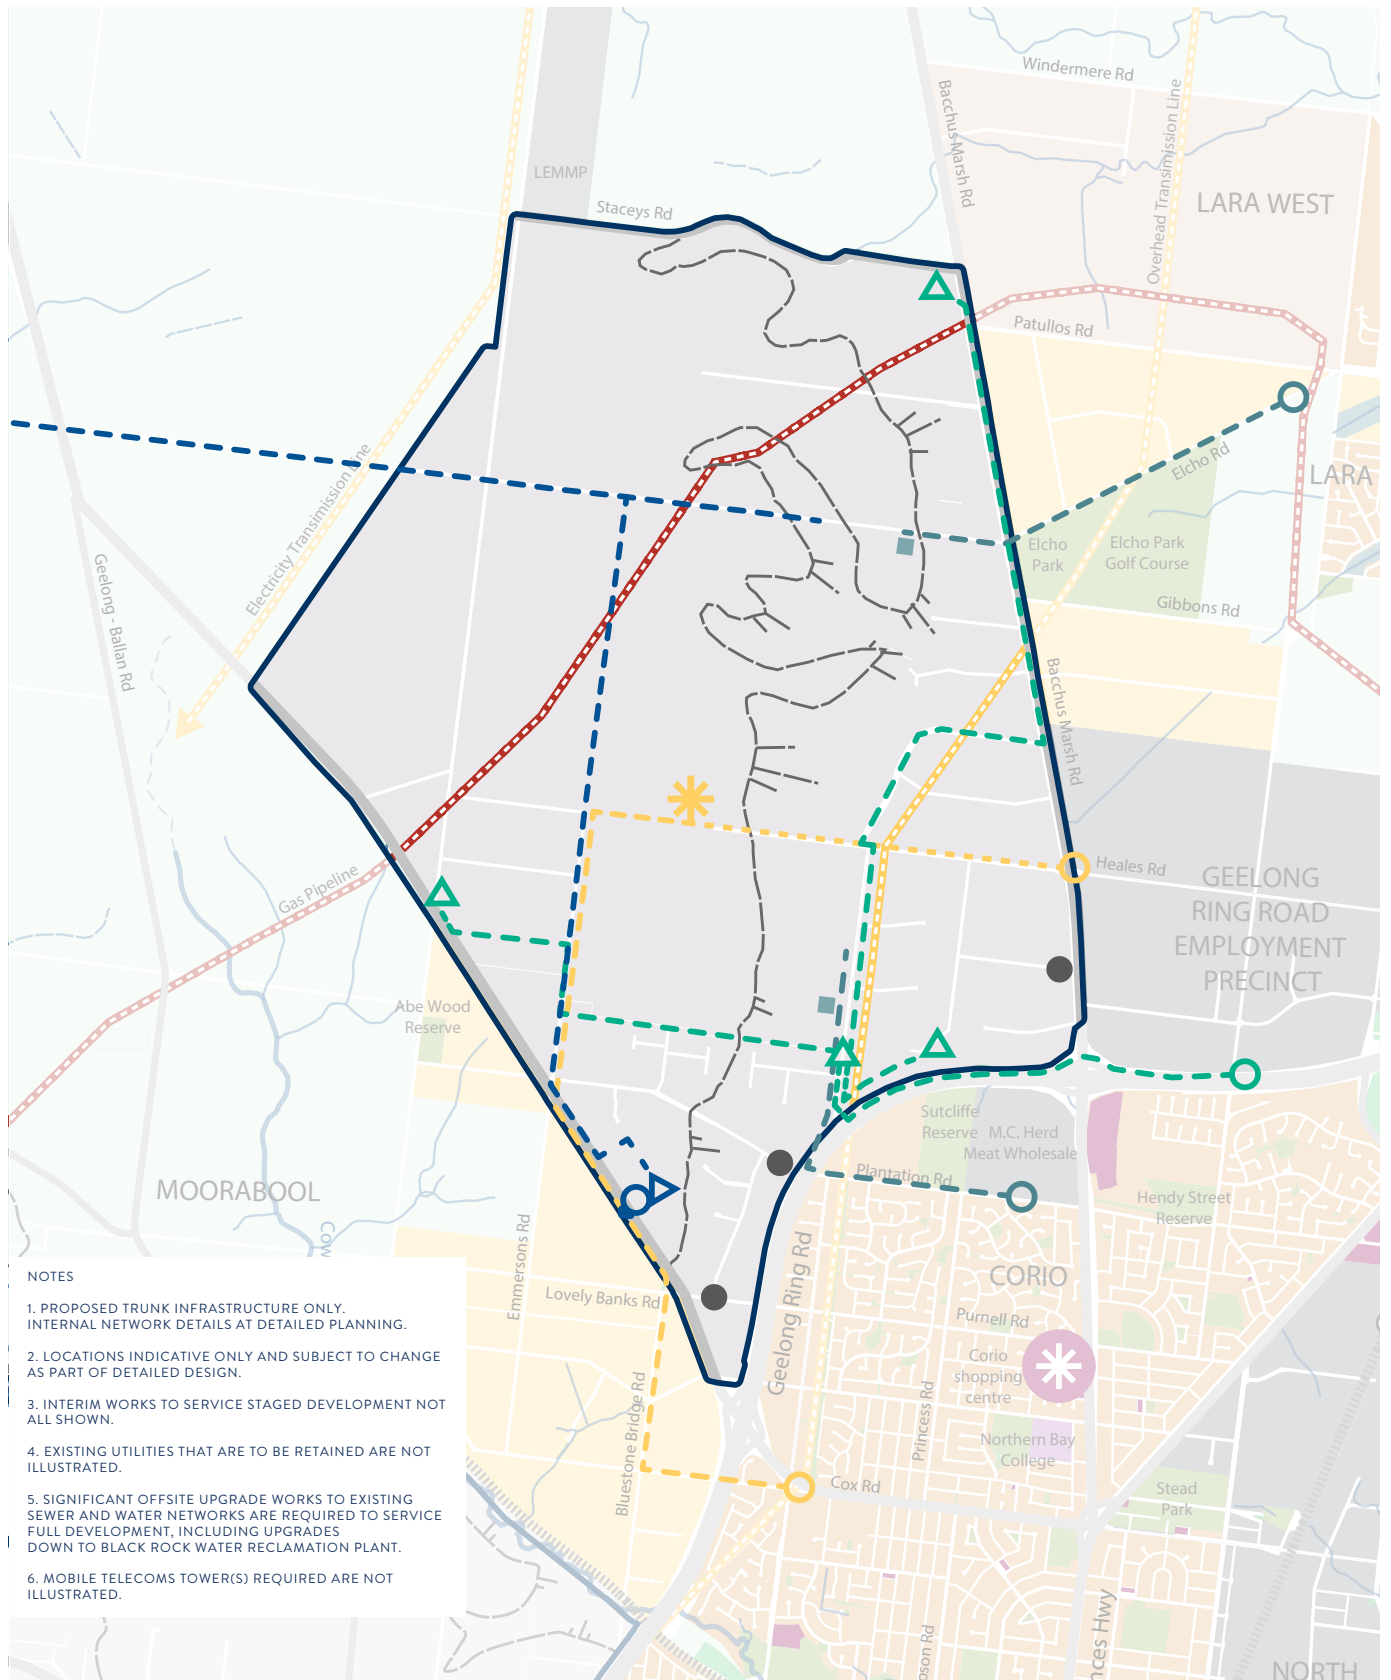 Windermere Rd
Bacchus Marsh Rd
Overhead Transimission Line
LEMMP
Staceys Rd
LARA WEST
Patullos Rd
Elcho Rd
LARA
Electricity Transimission Line
Elcho
Park
Elcho Park
Golf Course
Geelong - Ballan Rd
Gibbons Rd
Bacchus Marsh Rd
Heales Rd
Gas Pipeline
GEELONG
RING ROAD
EMPLOYMENT
PRECINCT
Abe Wood
Reserve
Sutcliffe
Reserve
M.C. Herd
Meat Wholesale
Plantation Rd
MOORABOOL
Hendy Street
Reserve
Cow
Emmersons Rd
Geelong Ring Rd
CORIO
Lovely Banks Rd
Purnell Rd
Corio
shopping
centre
Princess Rd
Bluestone Bridge Rd
Northern Bay
College
Cox Rd
Stead
Park
nces Hwy
pson Rd
NORTH
NOTES
1. PROPOSED TRUNK INFRASTRUCTURE ONLY.
INTERNAL NETWORK DETAILS AT DETAILED PLANNING.
2. LOCATIONS INDICATIVE ONLY AND SUBJECT TO CHANGE
AS PART OF DETAILED DESIGN.
3. INTERIM WORKS TO SERVICE STAGED DEVELOPMENT NOT
ALL SHOWN.
4. EXISTING UTILITIES THAT ARE TO BE RETAINED ARE NOT
ILLUSTRATED.
5. SIGNIFICANT OFFSITE UPGRADE WORKS TO EXISTING
SEWER AND WATER NETWORKS ARE REQUIRED TO SERVICE
FULL DEVELOPMENT, INCLUDING UPGRADES
DOWN TO BLACK ROCK WATER RECLAMATION PLANT.
6. MOBILE TELECOMS TOWER(S) REQUIRED ARE NOT
ILLUSTRATED.